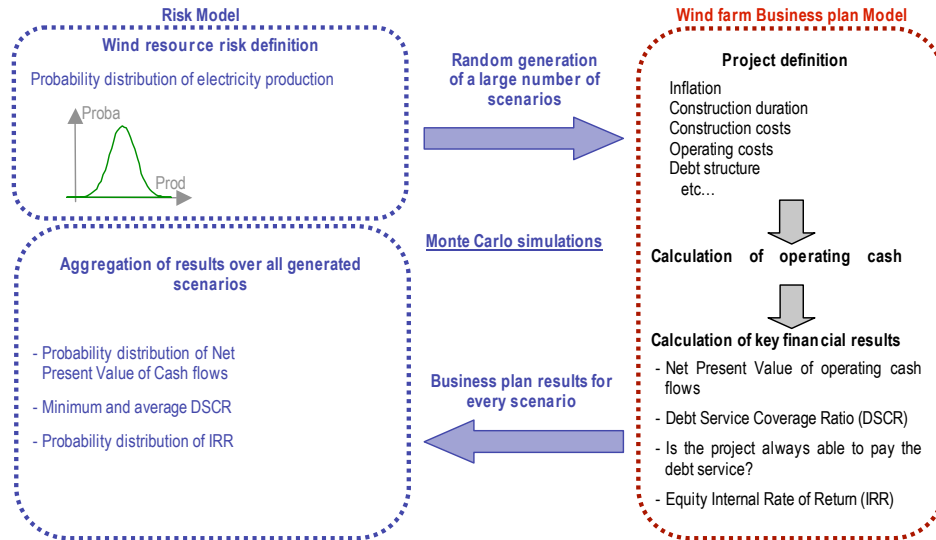 Risk Model
Wind resource risk definition
Probability distribution of electricity production
Proba
Prod
Random generation
of a large number of
scenarios
Wind farm Business plan Model
Project definition
Inflation
Construction duration
Construction costs
Operating costs
Debt structure
etc…
Monte Carlo simulations
Calculation of operating cash
Aggregation of results over all generated
scenarios
- Probability distribution of Net
Present Value of Cash flows
- Minimum and average DSCR
- Probability distribution of IRR
Business plan results for
every scenario
Calculation of key financial results
- Net Present Value of operating cash
flows
- Debt Service Coverage Ratio (DSCR)
- Is the project always able to pay the
debt service?
- Equity Internal Rate of Return (IRR)